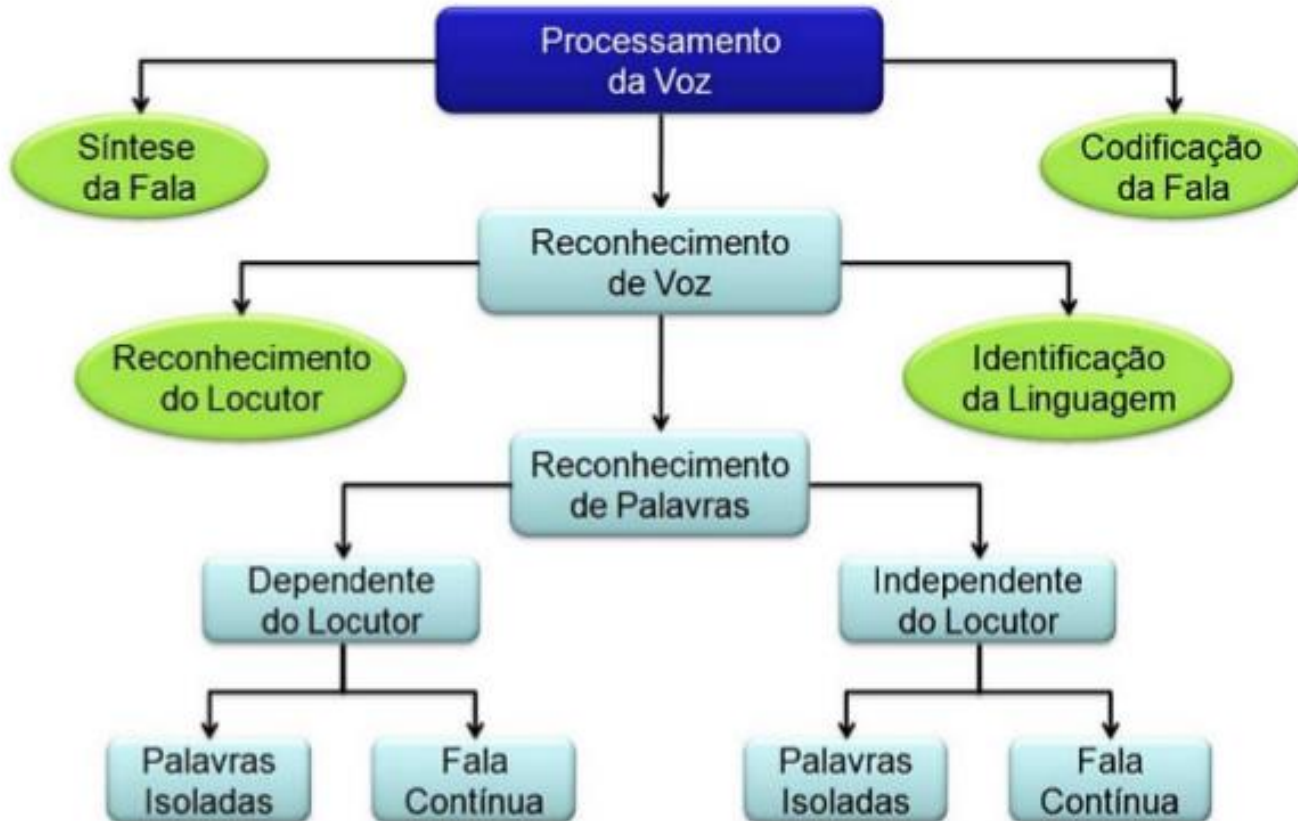 Processamento
da Voz
Síntese
da Fala
Codificação
da Fala
Reconhecimento
de Voz
Reconhecimento
do Locutor
Identificação
da Linguagem
Reconhecimento
de Palavras
Dependente
do Locutor
Independente
do Locutor
Palavras
Isoladas
Fala
Contínua
Palavras
Isoladas
Fala
Contínua